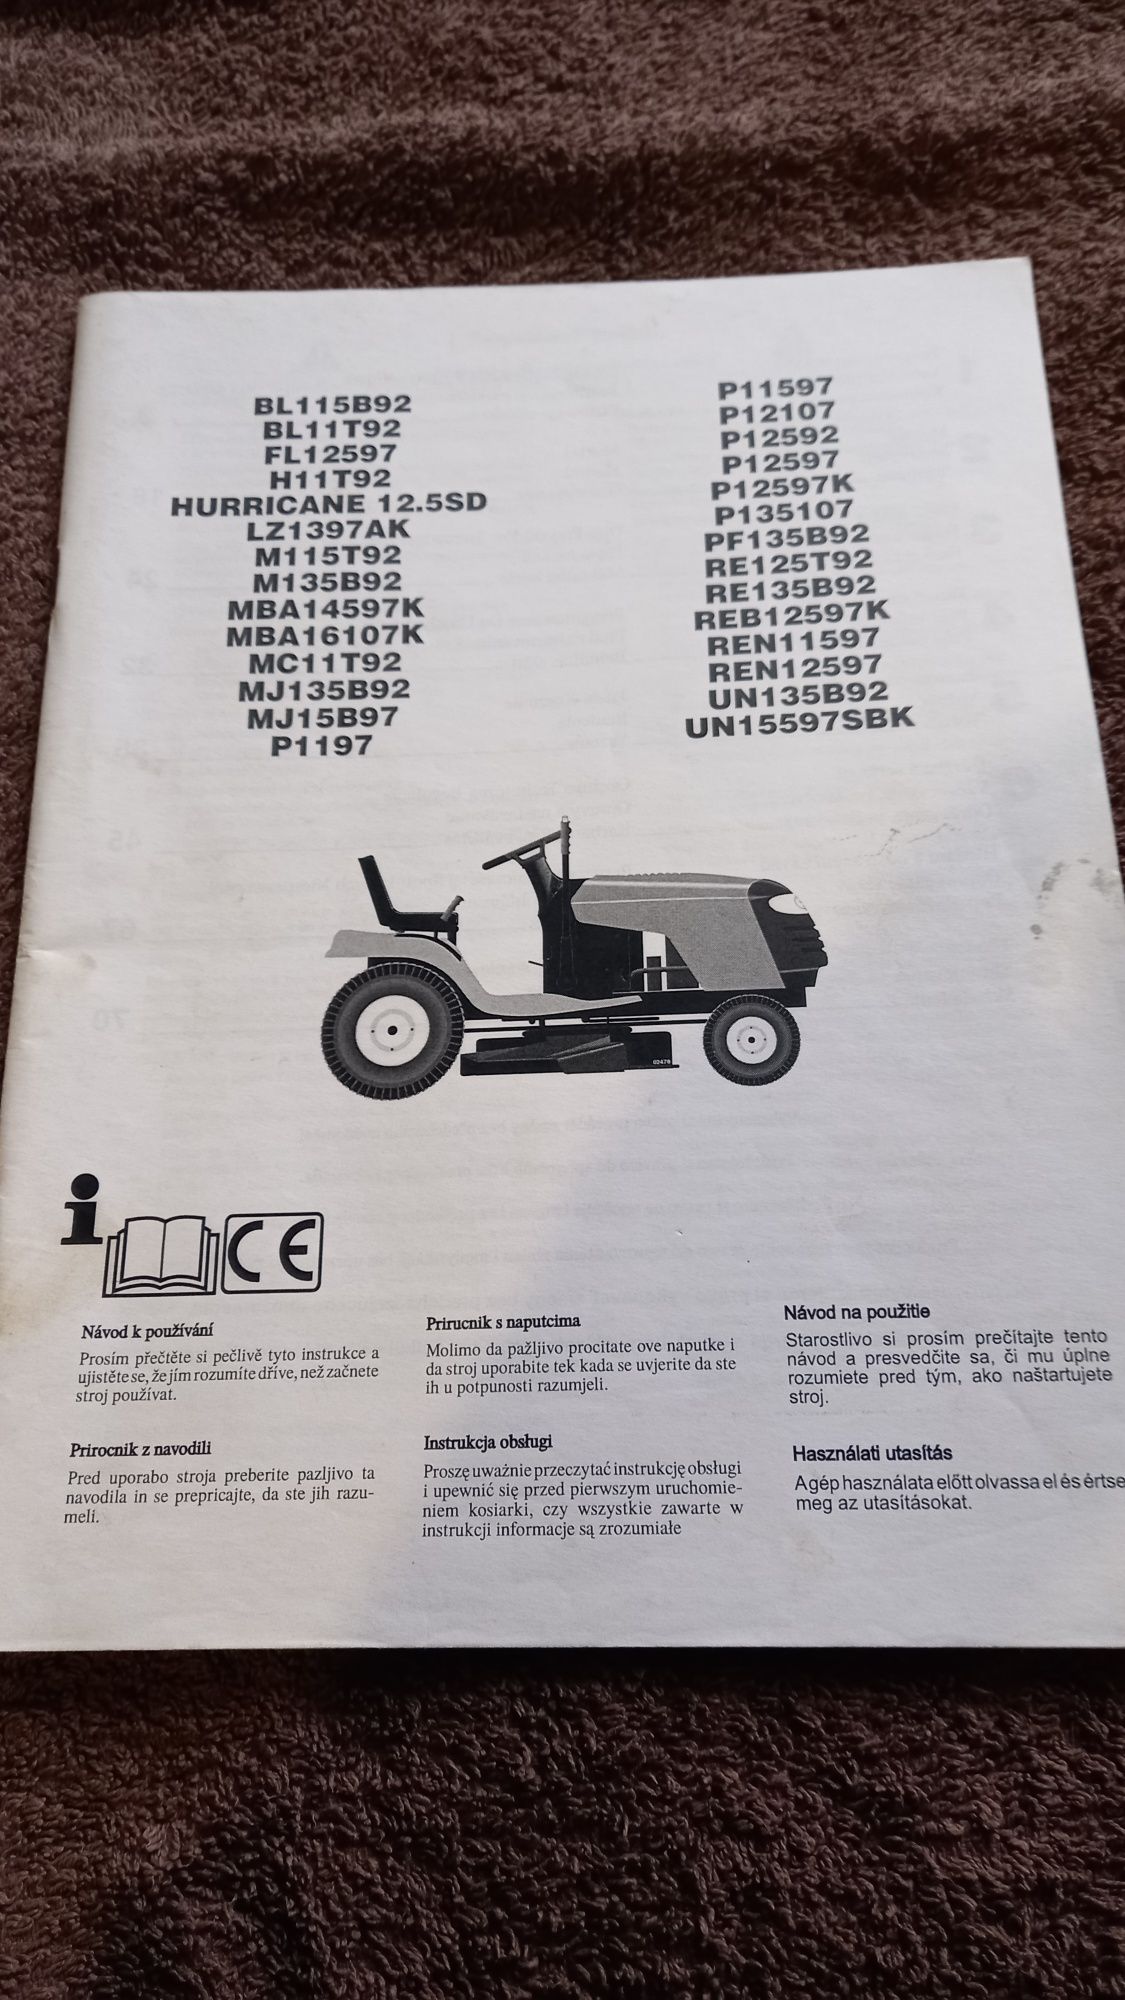 BL115B92
BL11T92
FL12597
H11T92
HURRICANE 12.5SD
LZ1397AK
M115T92
M135B92
MBA14597K
MBA16107K
MC11T92
MJ135B92
MJ15B97
P1197
P11597
P12107
P12592
P12597
P12597K
P135107
PF135B92
RE125T92
RE135B92
REB12597K
REN11597
REN12597
UN135B92
UN15597SBK
02478
i
CE
Návod k používání
Prosím přečtěte si pečlivě tyto instrukce a
ujistěte se, že jím rozumíte dříve, než začnete
stroj používat.
Prirucnik s naputcima
Molimo da pažljivo procitate ove naputke i
da stroj uporabite tek kada se uvjerite da ste
ih u potpunosti razumjeli.
Návod na použitie
Starostlivo si prosím prečítajte tento
návod a presvedčite sa, či mu úplne
rozumiete pred tým, ako naštartujete
stroj.
Prirocnik z navodili
Pred uporabo stroja preberite pazljivo ta
navodila in se prepricajte, da ste jih razu-
meli.
Instrukcja obsługi
Proszę uważnie przeczytać instrukcję obsługi
i upewnić się przed pierwszym uruchomie-
niem kosiarki, czy wszystkie zawarte w
instrukcji informacje są zrozumiałe
Használati utasítás
A gép használata előtt olvassa el és értse
meg az utasításokat.